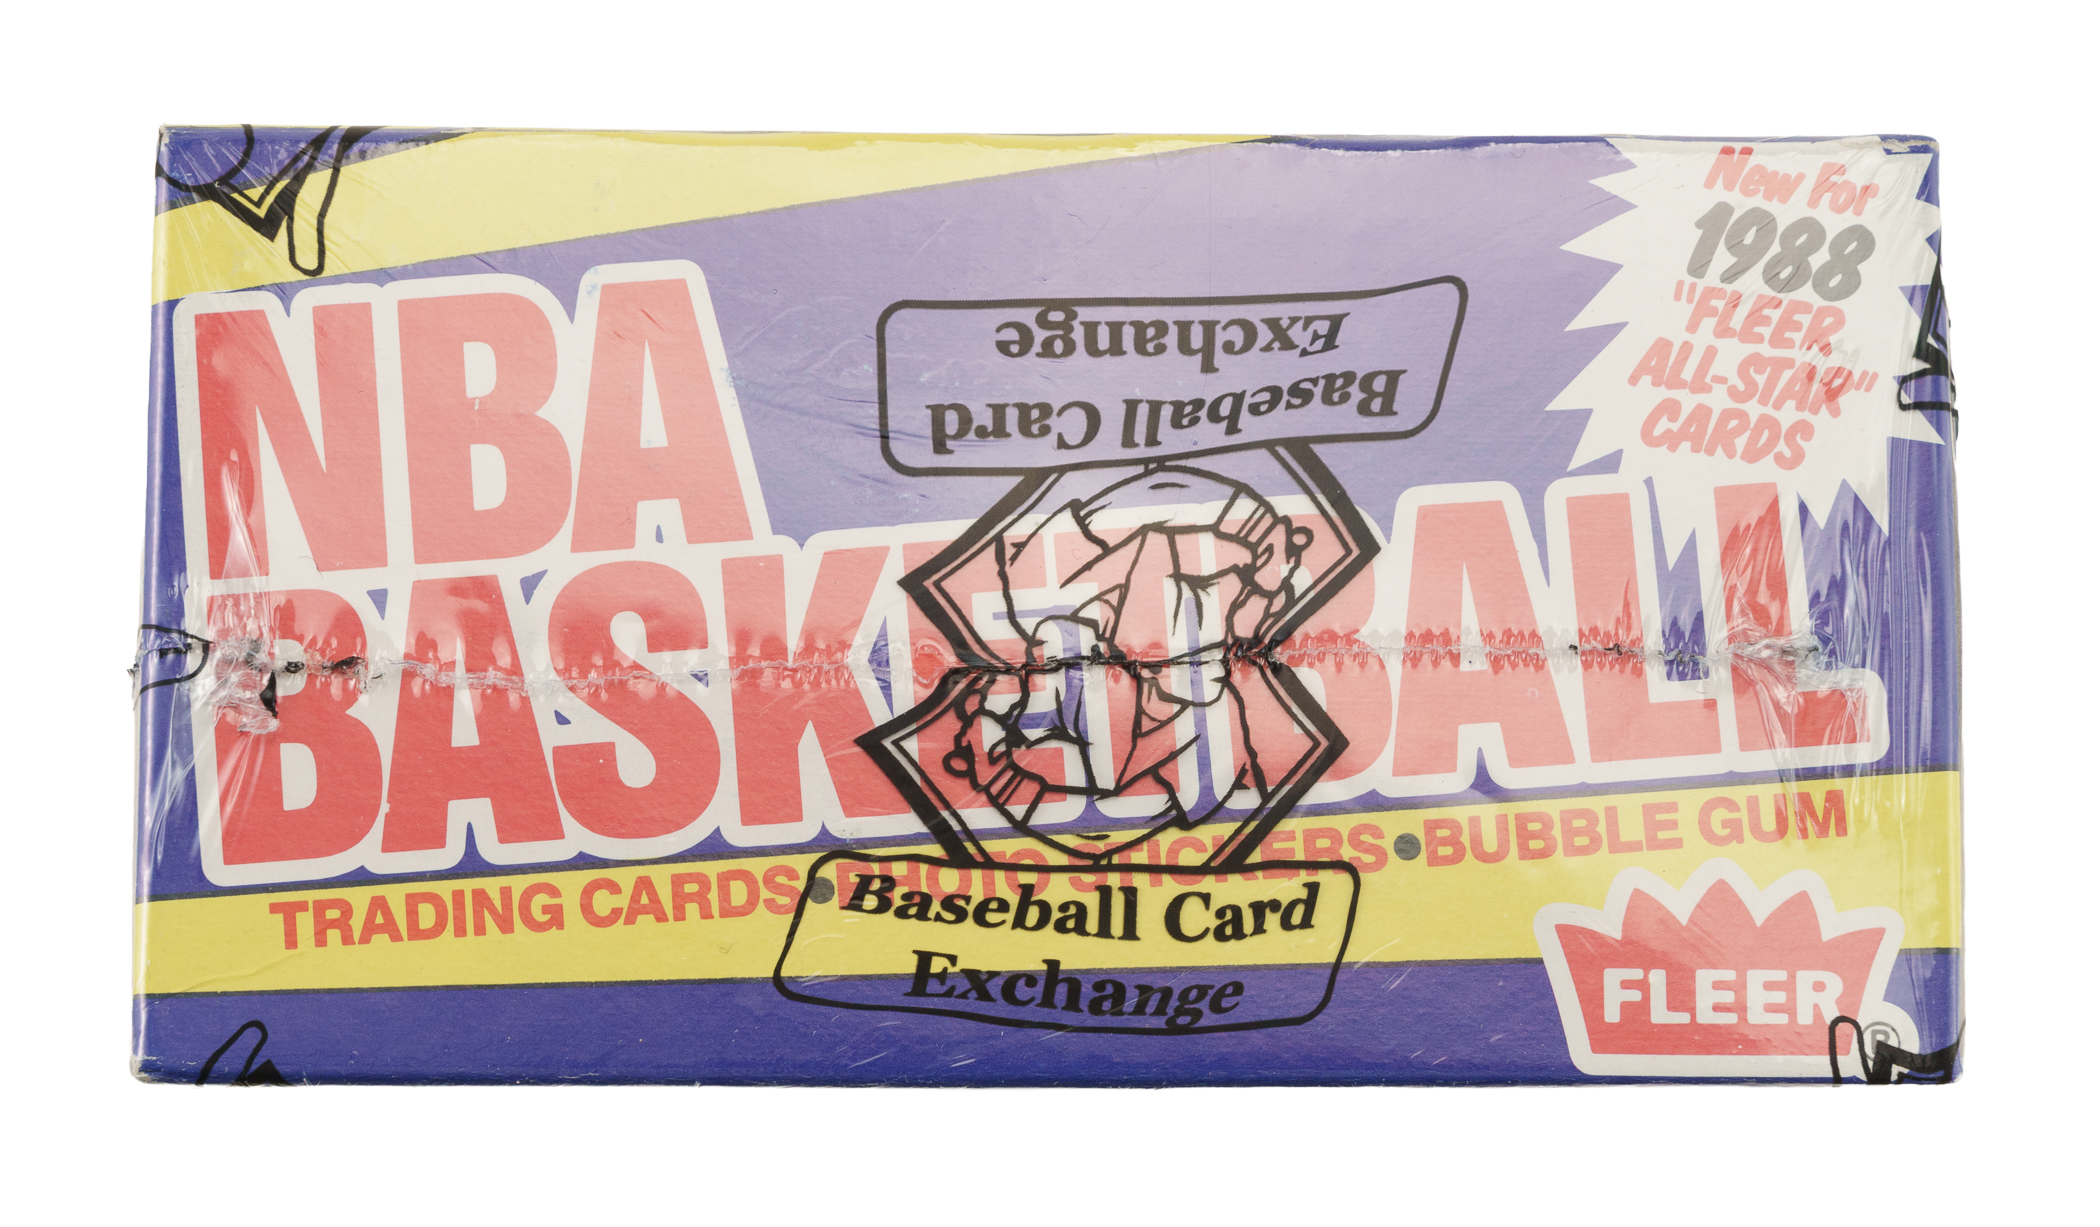 New For
1988
"FLEER
ALL-STAR"
CARDS
NBA
BASKETBALL
Exchange
Baseball Card
TRADING CARDS•PHOTO STICKERS•BUBBLE GUM
Baseball Card
Exchange
FLEER®